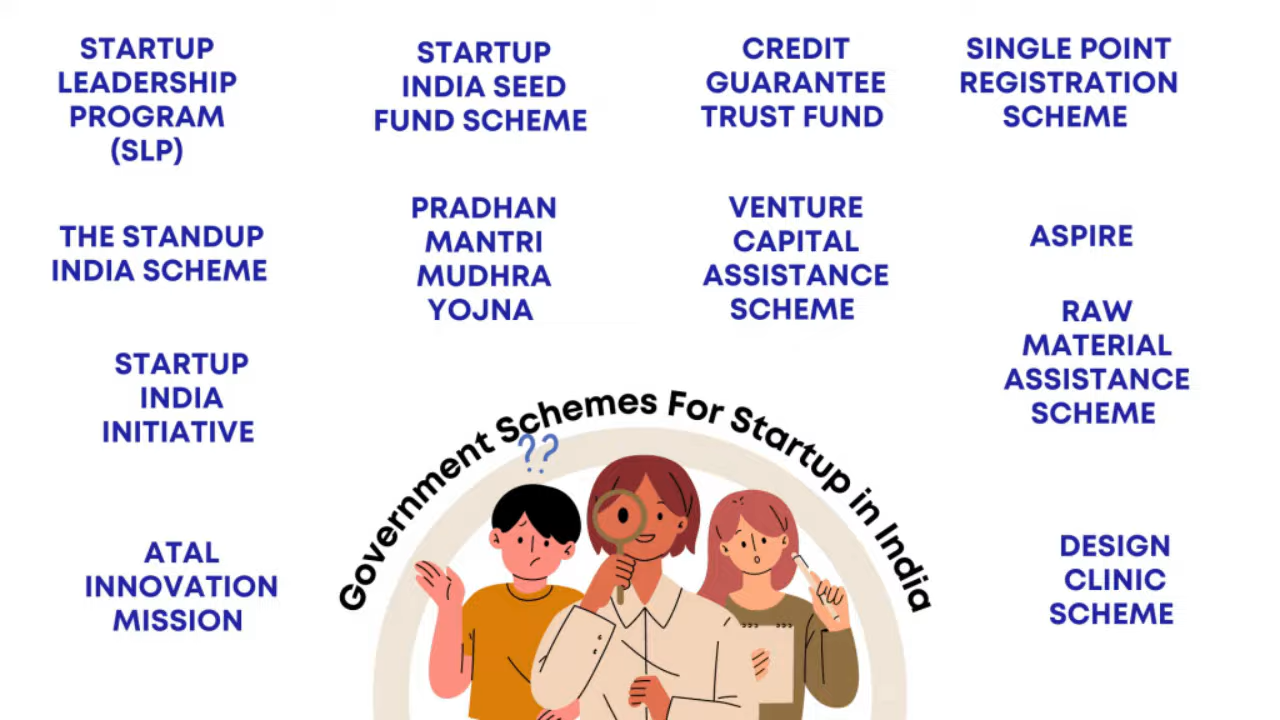 STARTUP
LEADERSHIP
PROGRAM
(SLP)
STARTUP
INDIA SEED
FUND SCHEME
CREDIT
GUARANTEE
TRUST FUND
SINGLE POINT
REGISTRATION
SCHEME
THE STANDUP
INDIA SCHEME
PRADHAN
MANTRI
MUDHRA
YOJNA
VENTURE
CAPITAL
ASSISTANCE
SCHEME
ASPIRE
RAW
MATERIAL
ASSISTANCE
SCHEME
STARTUP
INDIA
INITIATIVE
Government Schemes For Startup in India
??
ATAL
INNOVATION
MISSION
DESIGN
CLINIC
SCHEME